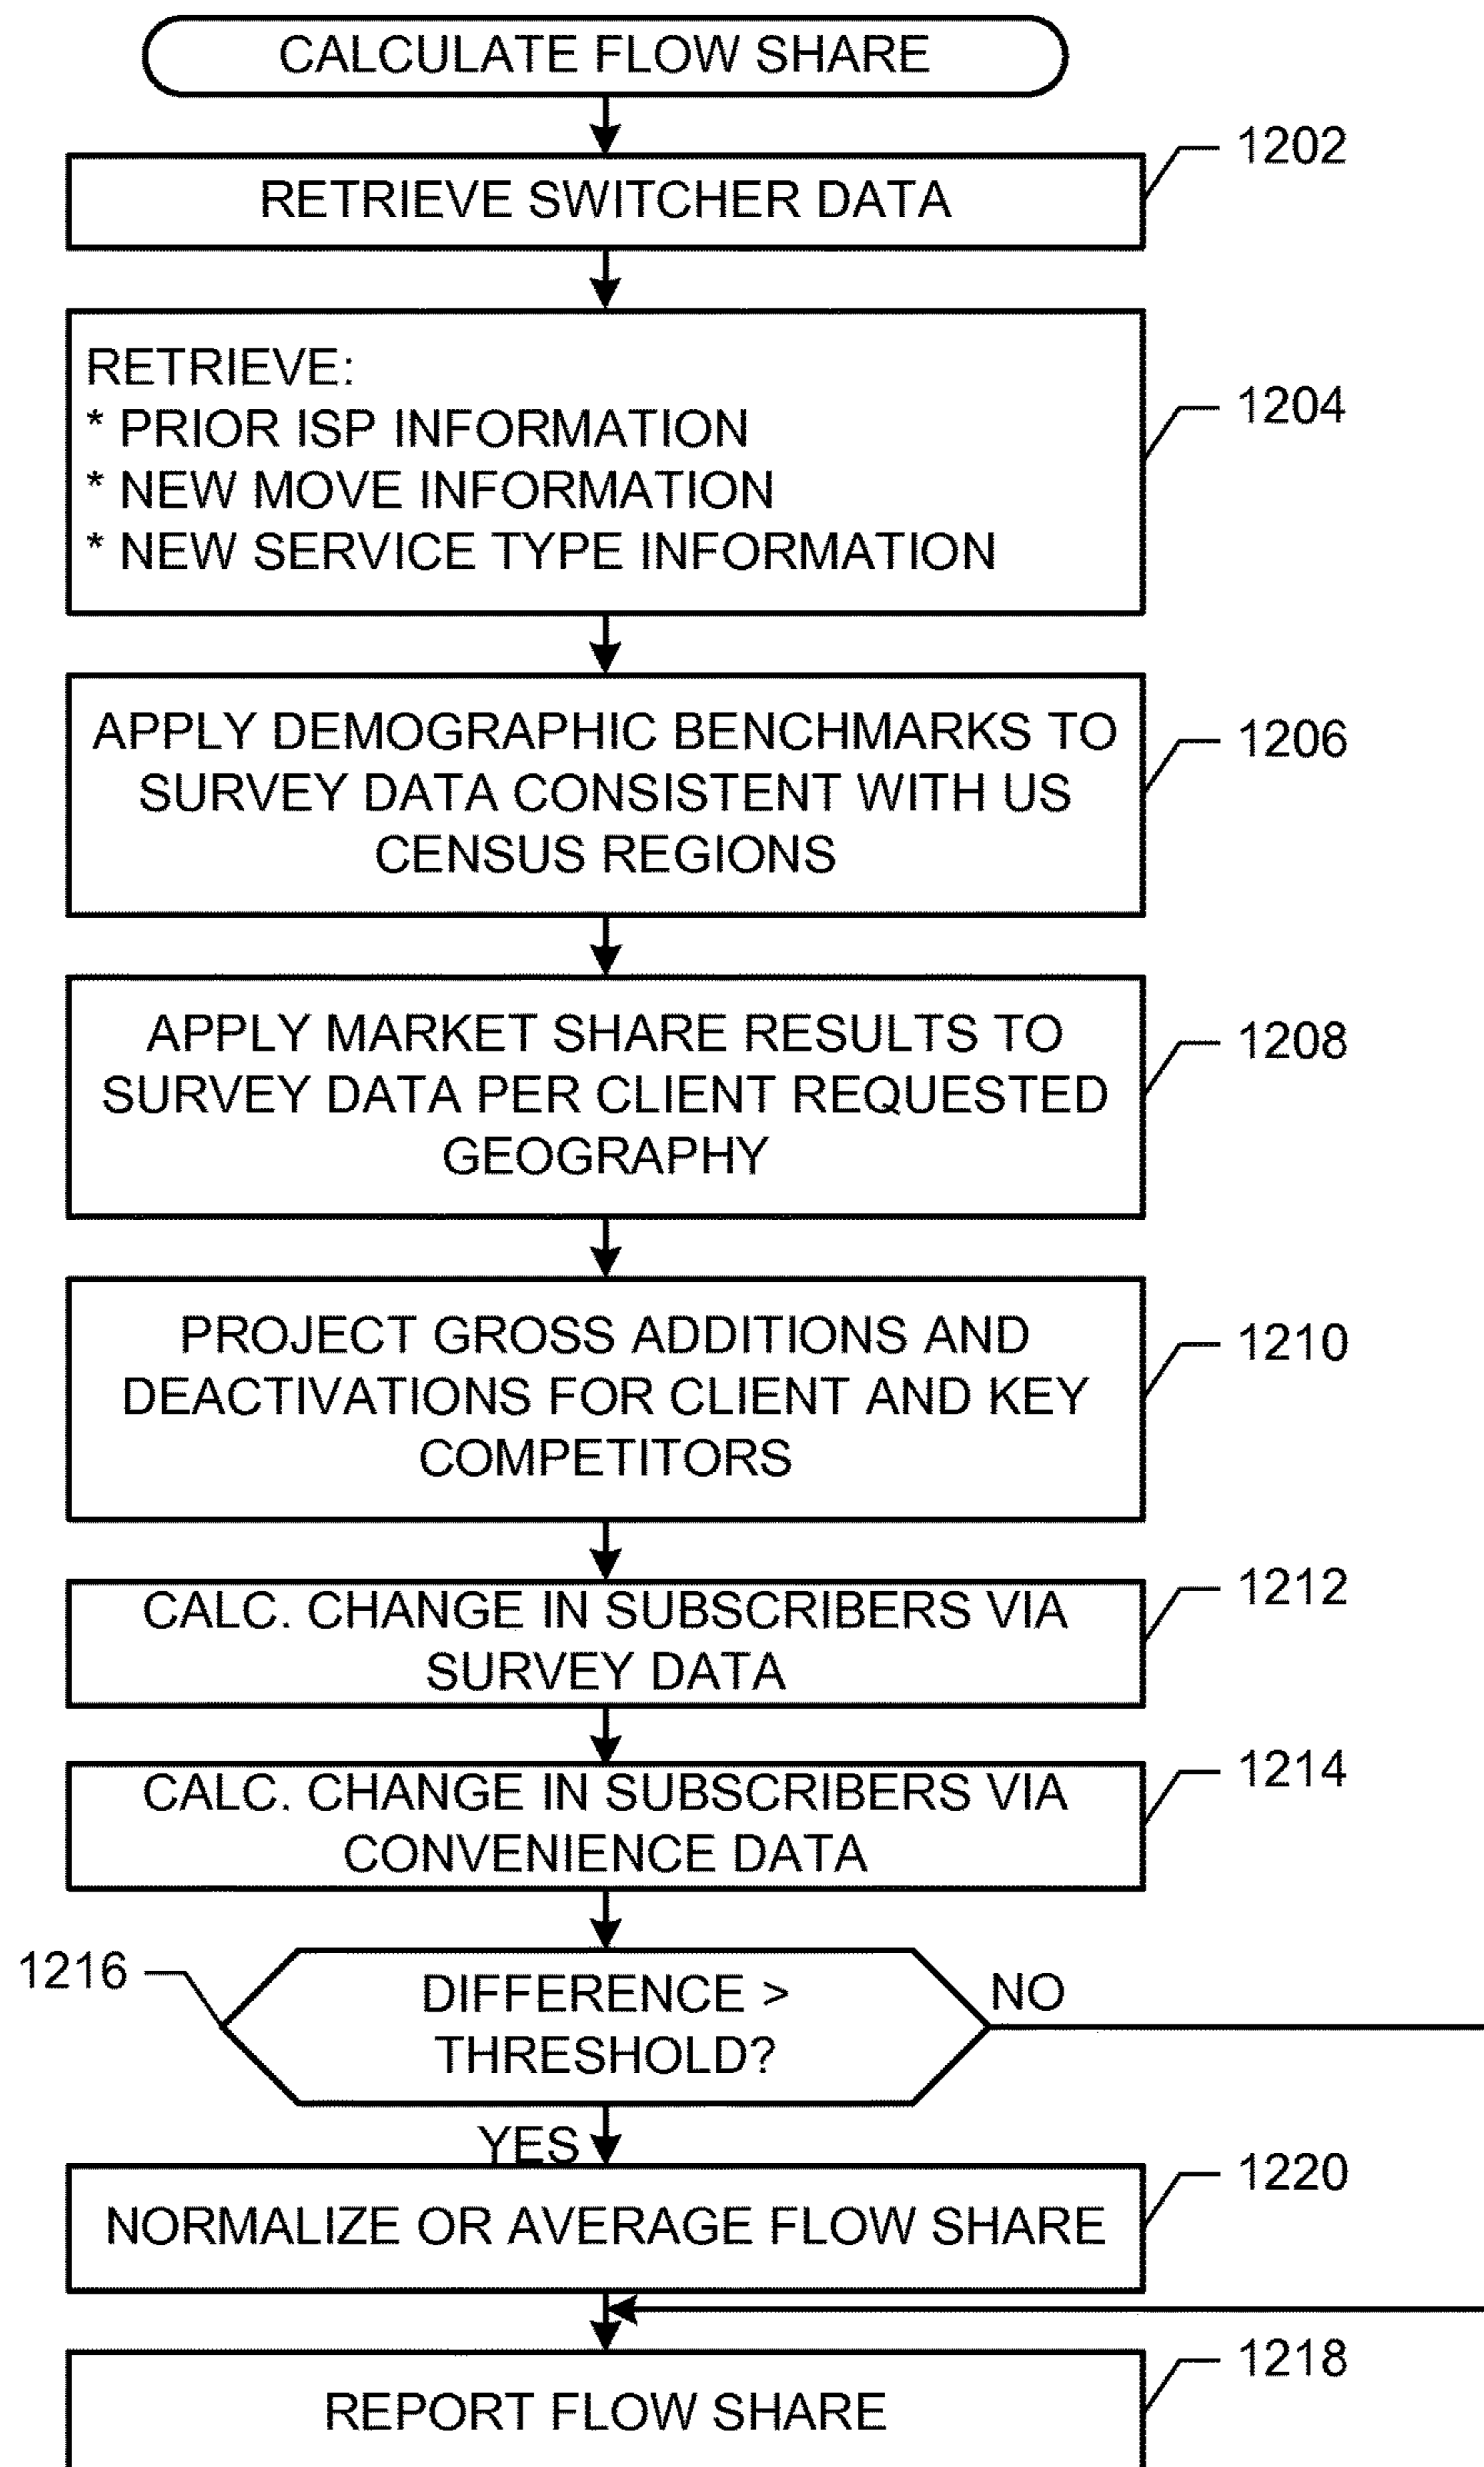 CALCULATE FLOW SHARE
1202
RETRIEVE SWITCHER DATA
RETRIEVE:
* PRIOR ISP INFORMATION
* NEW MOVE INFORMATION
* NEW SERVICE TYPE INFORMATION
1204
APPLY DEMOGRAPHIC BENCHMARKS TO
SURVEY DATA CONSISTENT WITH US
CENSUS REGIONS
1206
APPLY MARKET SHARE RESULTS TO
SURVEY DATA PER CLIENT REQUESTED
GEOGRAPHY
1208
PROJECT GROSS ADDITIONS AND
DEACTIVATIONS FOR CLIENT AND KEY
COMPETITORS
1210
CALC. CHANGE IN SUBSCRIBERS VIA
SURVEY DATA
1212
CALC. CHANGE IN SUBSCRIBERS VIA
CONVENIENCE DATA
1214
1216
DIFFERENCE >
THRESHOLD?
NO
YES
1220
NORMALIZE OR AVERAGE FLOW SHARE
1218
REPORT FLOW SHARE